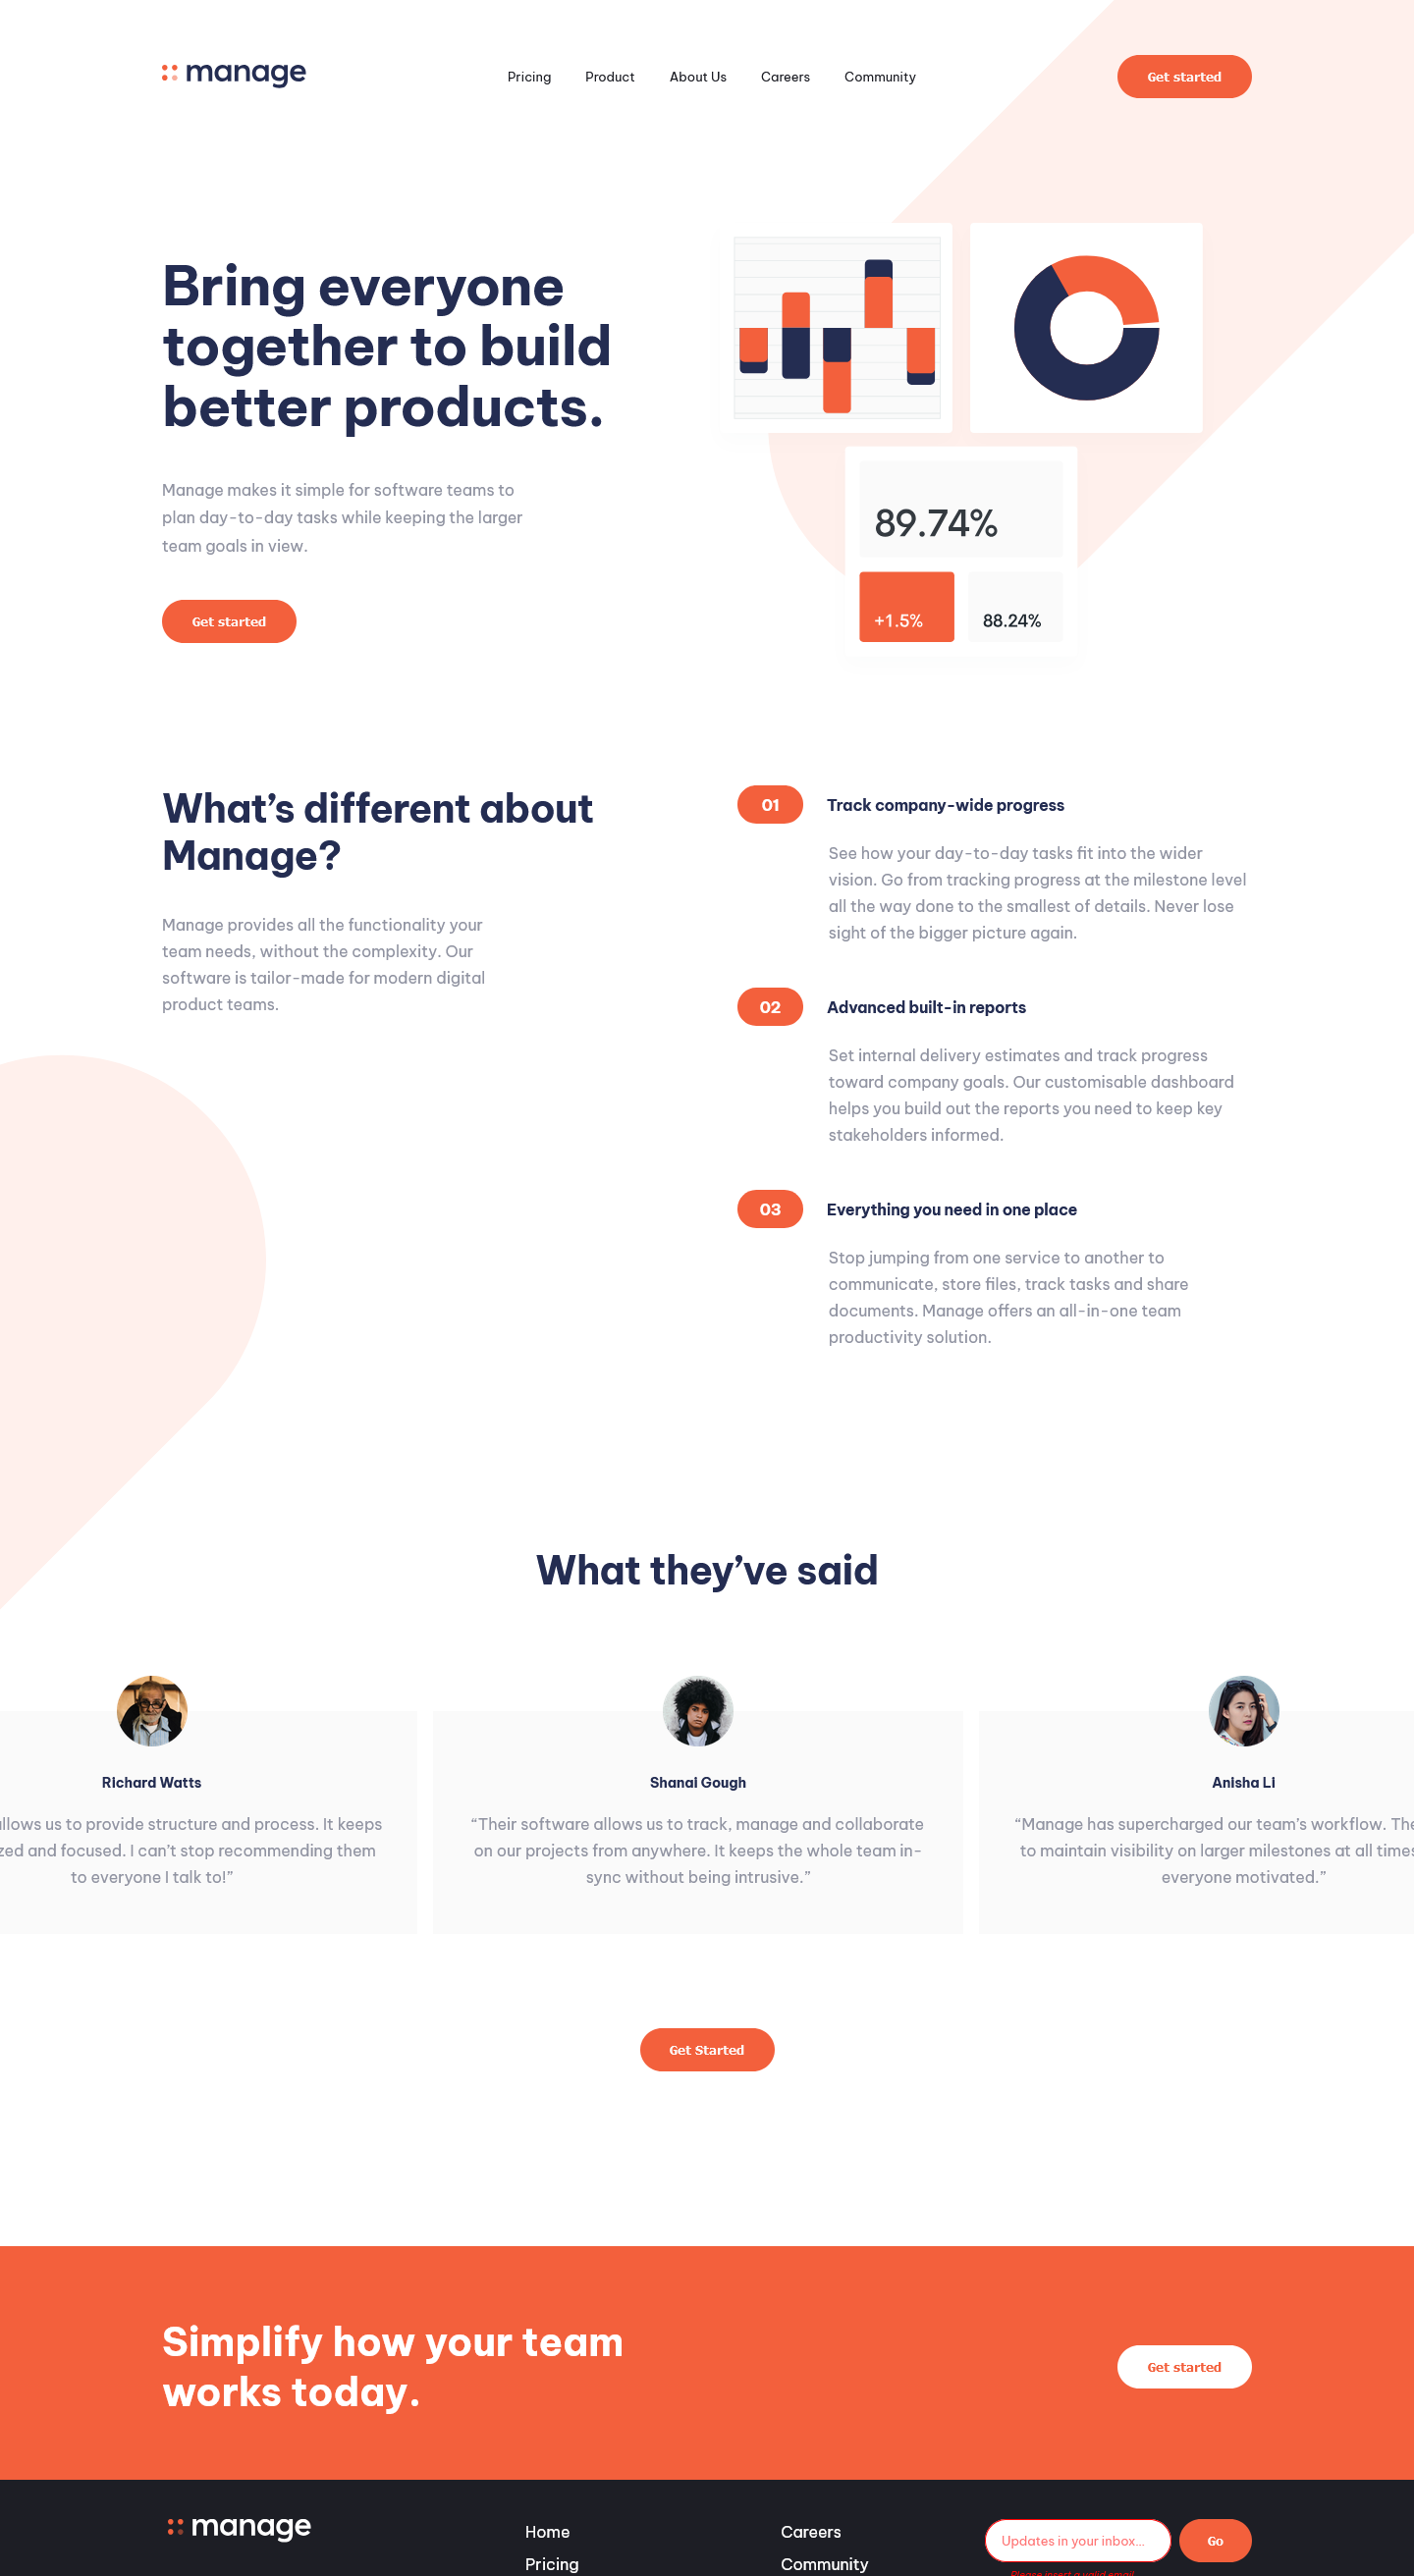 manage
Pricing Product About Us Careers Community
Get started
Bring everyone
together to build
better products.
Manage makes it simple for software teams to
plan day-to-day tasks while keeping the larger
team goals in view.
Get started
89.74%
+1.5%
88.24%
What’s different about
Manage?
Manage provides all the functionality your
team needs, without the complexity. Our
software is tailor-made for modern digital
product teams.
01
Track company-wide progress
See how your day-to-day tasks fit into the wider
vision. Go from tracking progress at the milestone level
all the way done to the smallest of details. Never lose
sight of the bigger picture again.
02
Advanced built-in reports
Set internal delivery estimates and track progress
toward company goals. Our customisable dashboard
helps you build out the reports you need to keep key
stakeholders informed.
03
Everything you need in one place
Stop jumping from one service to another to
communicate, store files, track tasks and share
documents. Manage offers an all-in-one team
productivity solution.
What they’ve said
Richard Watts
allows us to provide structure and process. It keeps
and focused. I can’t stop recommending them
to everyone I talk to!”
Shanai Gough
“Their software allows us to track, manage and collaborate
on our projects from anywhere. It keeps the whole team in-
sync without being intrusive.”
Anisha Li
“Manage has supercharged our team’s workflow. The
to maintain visibility on larger milestones at all times
everyone motivated.”
Get Started
Simplify how your team
works today.
Get started
manage
Home
Pricing
Careers
Community
Updates in your inbox...
Go
Please insert a valid email